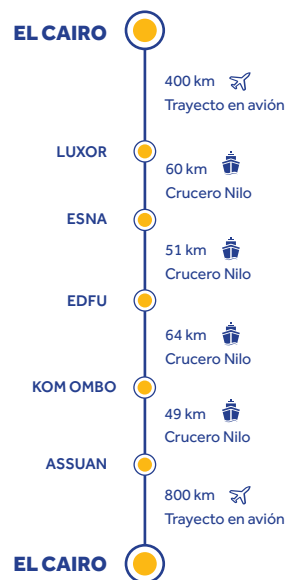 EL CAIRO
400 km
Trayecto en avión
LUXOR
60 km
Crucero Nilo
ESNA
51 km
Crucero Nilo
EDFU
64 km
Crucero Nilo
KOM OMBO
49 km
Crucero Nilo
ASSUAN
800 km
Trayecto en avión
EL CAIRO